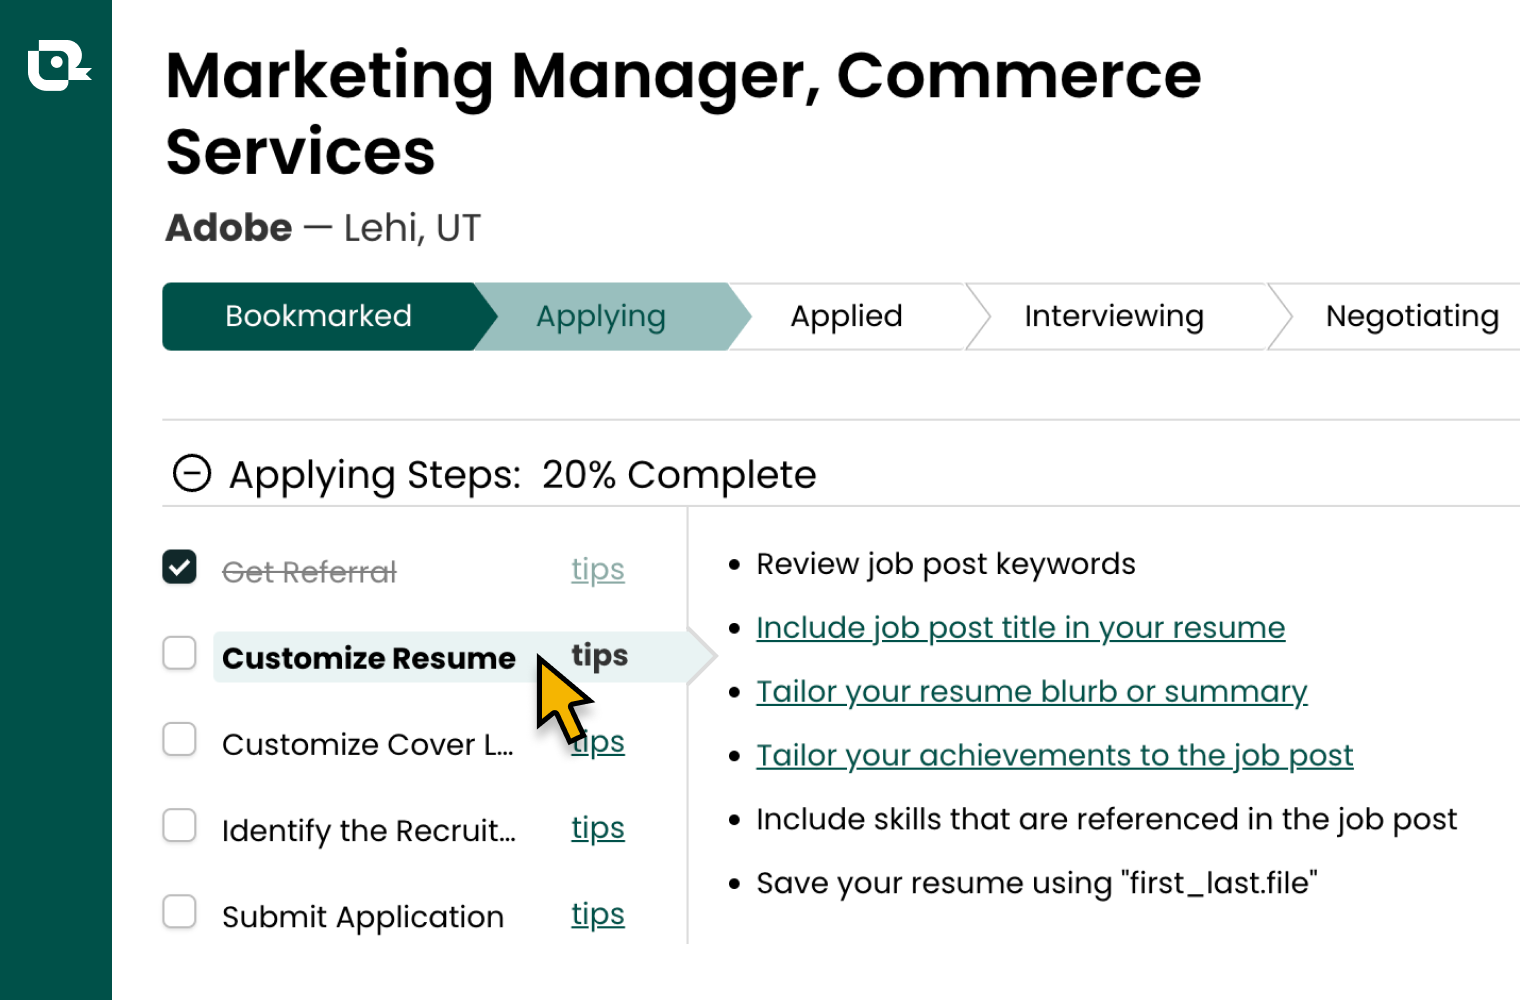 Marketing Manager, Commerce
Services
Adobe — Lehi, UT
Bookmarked
Applying
Applied
Interviewing
Negotiating
Applying Steps: 20% Complete
Get Referral tips
Customize Resume tips
Customize Cover L...
tips
Identify the Recruit... tips
Submit Application tips
• Review job post keywords
• Include job post title in your resume
• Tailor your resume blurb or summary
• Tailor your achievements to the job post
• Include skills that are referenced in the job post
• Save your resume using "first_last.file"